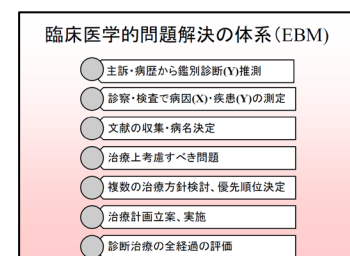 臨床医学的問題解決の体系(EBM)
主訴・病歴から鑑別診断(Y)推測
診察・検査で病因(X)・疾患(Y)の測定
文献の収集・病名決定
治療上考慮すべき問題
複数の治療方針検討、優先順位決定
治療計画立案、実施
診断治療の全経過の評価